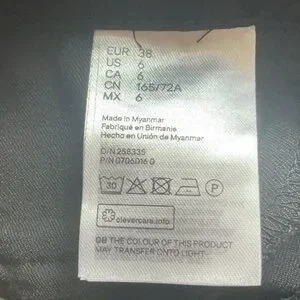 EUR 38
US 6
CA 6
CN 165/72A
MX 6
Made in Myanmar
Fabriqué en Birmanie
Hecho en Unión de Myanmar
D/N 258335
P/N 0706016 0
30 P
clevercare.info
GB THE COLOUR OF THIS PRODUCT
MAY TRANSFER ONTO LIGHT-